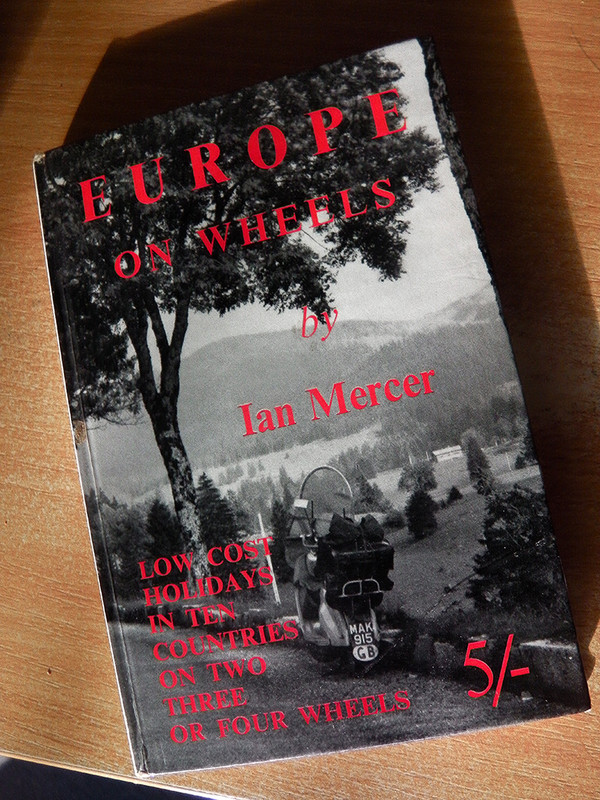 EUROPE
ON WHEELS
by
Ian Mercer
LOW COST
HOLIDAYS
IN TEN
COUNTRIES
ON TWO
THREE
OR FOUR WHEELS
MAK
915
GB
5/-